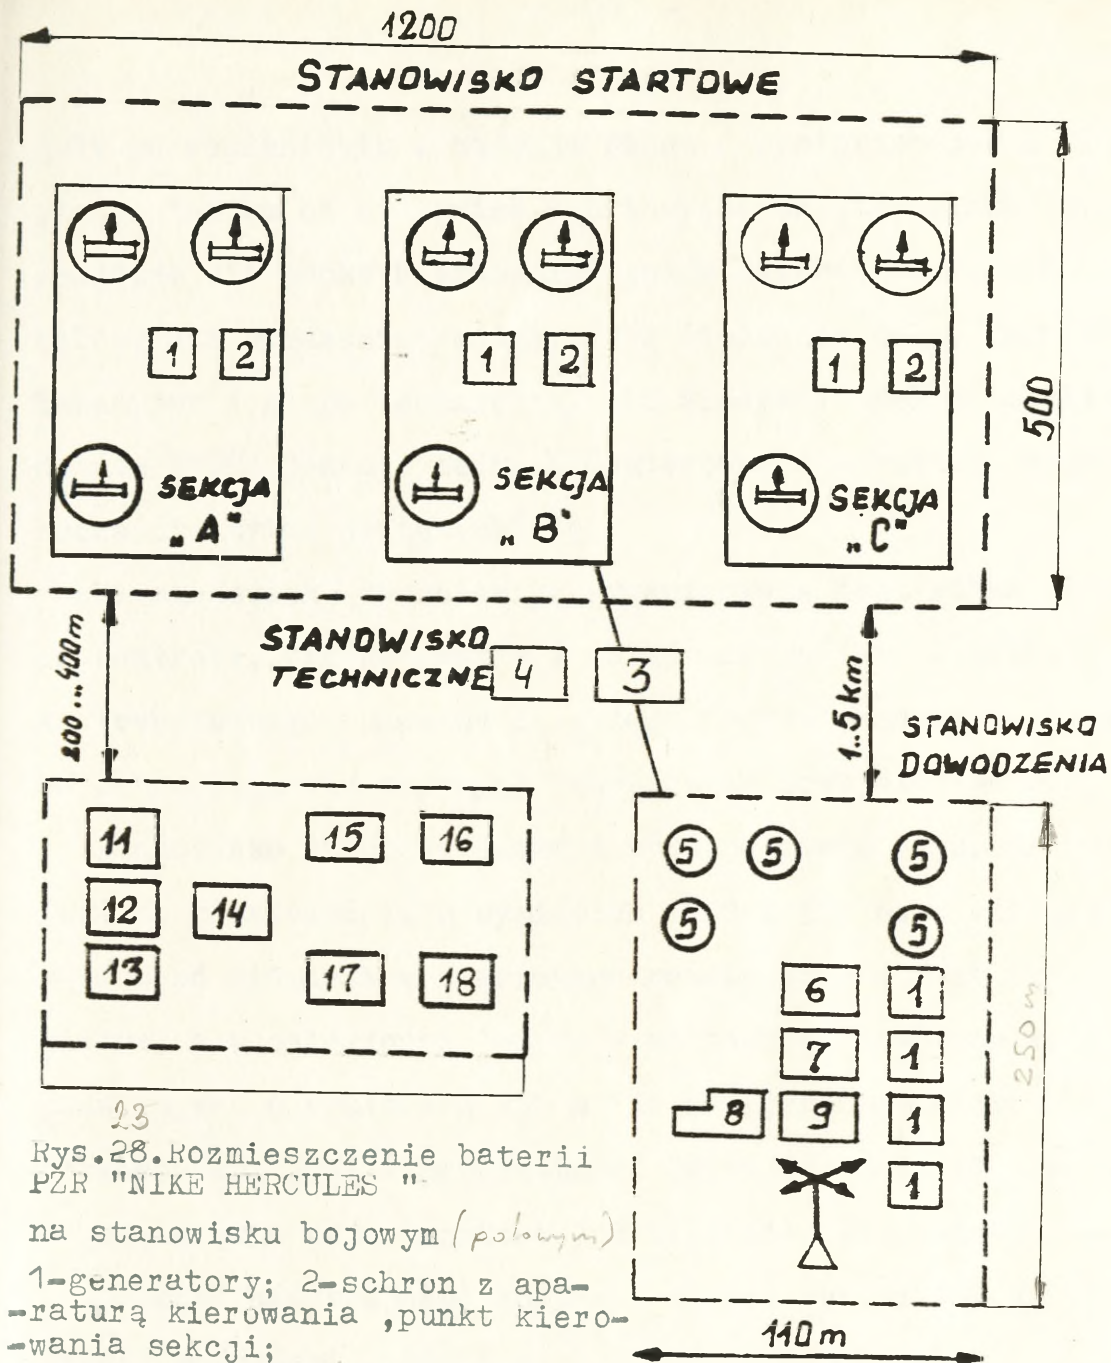 1200
STANOWISKO STARTOWE
1 2
1 2
1 2
SEKCJA
„A"
SEKCJA
„B"
SEKCJA
„C"
500
200...400m
STANOWISKO
TECHNICZNE
4
3
1..5 km
STANOWISKO
DOWODZENIA
11
15
16
12
14
13
17
18
5 5 5
5 5
6 1
7 1
8 9 1
1
250 m
110 m
23
Rys.28.Rozmieszczenie baterii
PZR "NIKE HERCULES "
na stanowisku bojowym (polowym)
1-generatory; 2-schron z apa-
-raturą kierowania ,punkt kiero-
-wania sekcji;